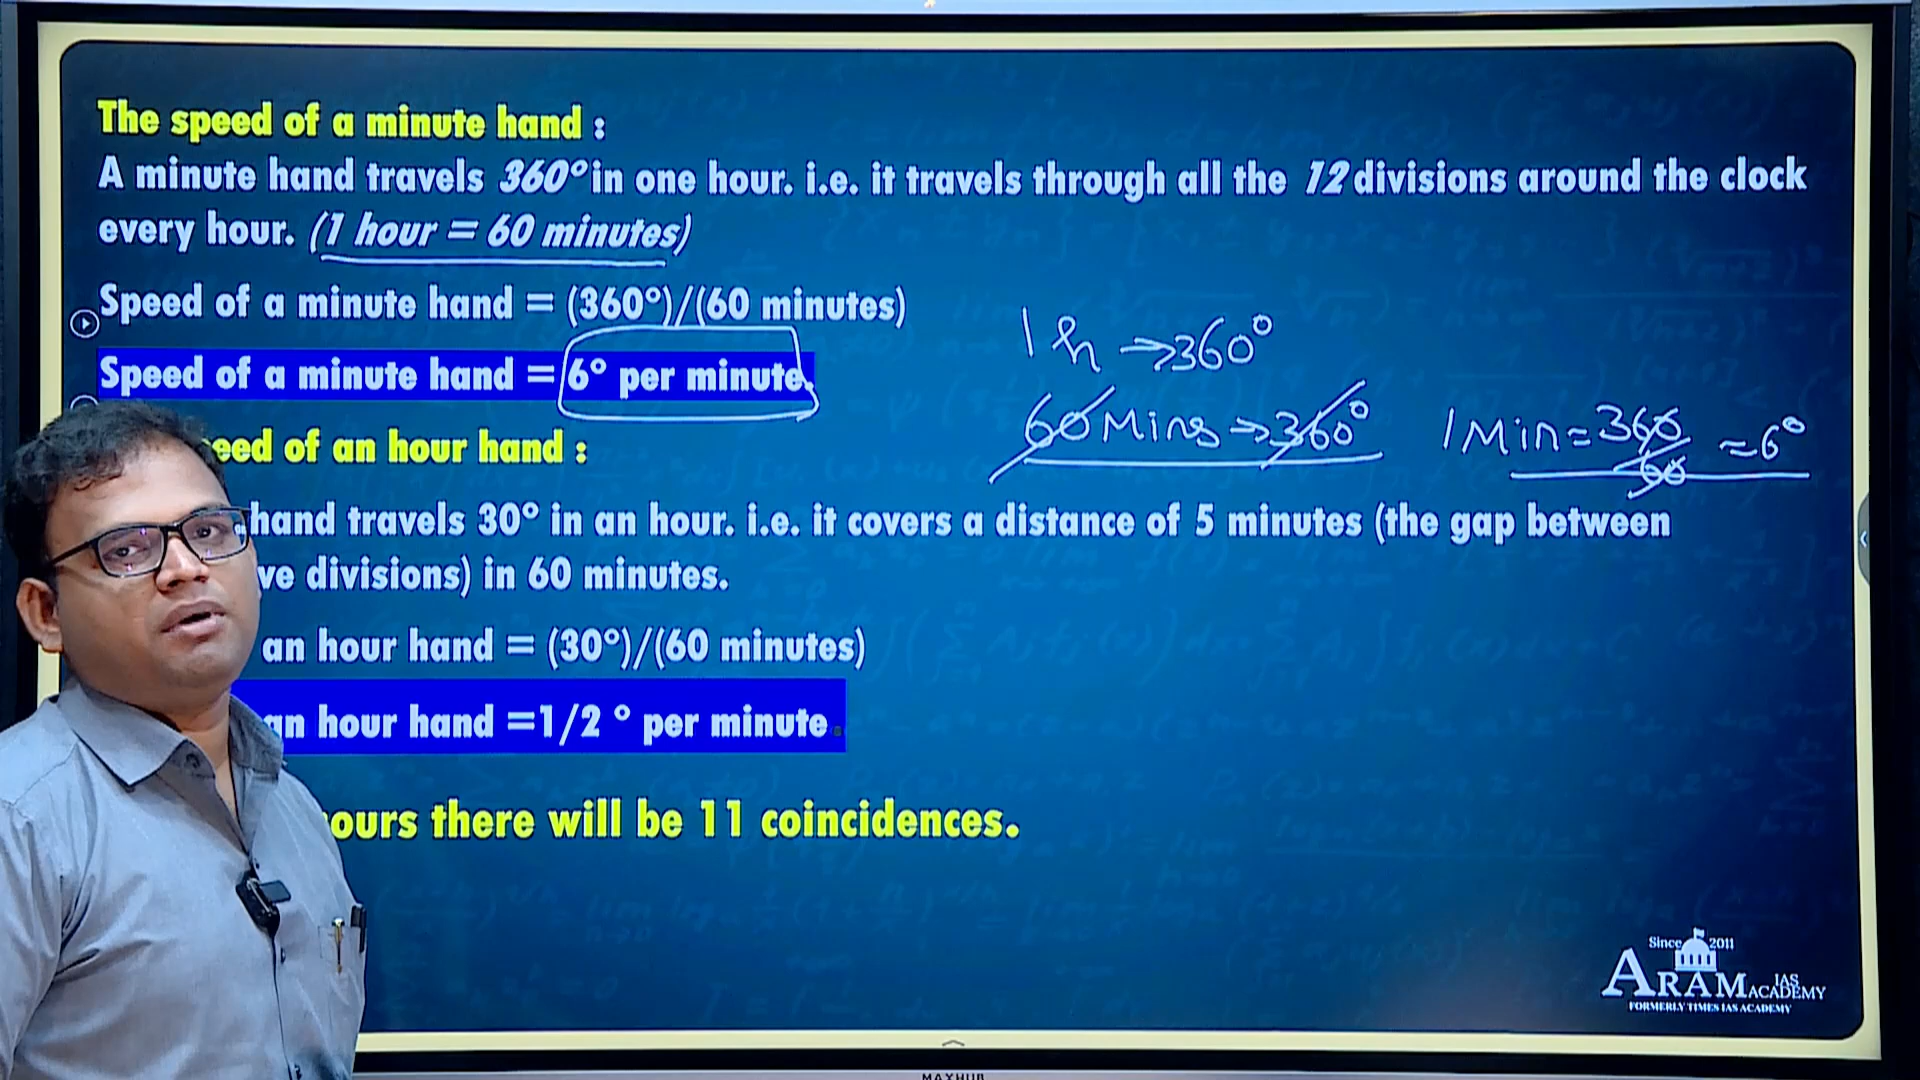 The speed of a minute hand :
A minute hand travels 360° in one hour. i.e. it travels through all the 12 divisions around the clock
every hour. (1 hour = 60 minutes)
Speed of a minute hand = (360°)/(60 minutes)
Speed of a minute hand = 6° per minute.
1 h → 360°
60 Mins → 360°
1 Min = 360/60 = 6°
eed of an hour hand :
hand travels 30° in an hour. i.e. it covers a distance of 5 minutes (the gap between
ve divisions) in 60 minutes.
an hour hand = (30°)/(60 minutes)
an hour hand =1/2 ° per minute.
ours there will be 11 coincidences.
Since 2011
ARAM IAS ACADEMY
FORMERLY TIMES IAS ACADEMY
MAXHUB